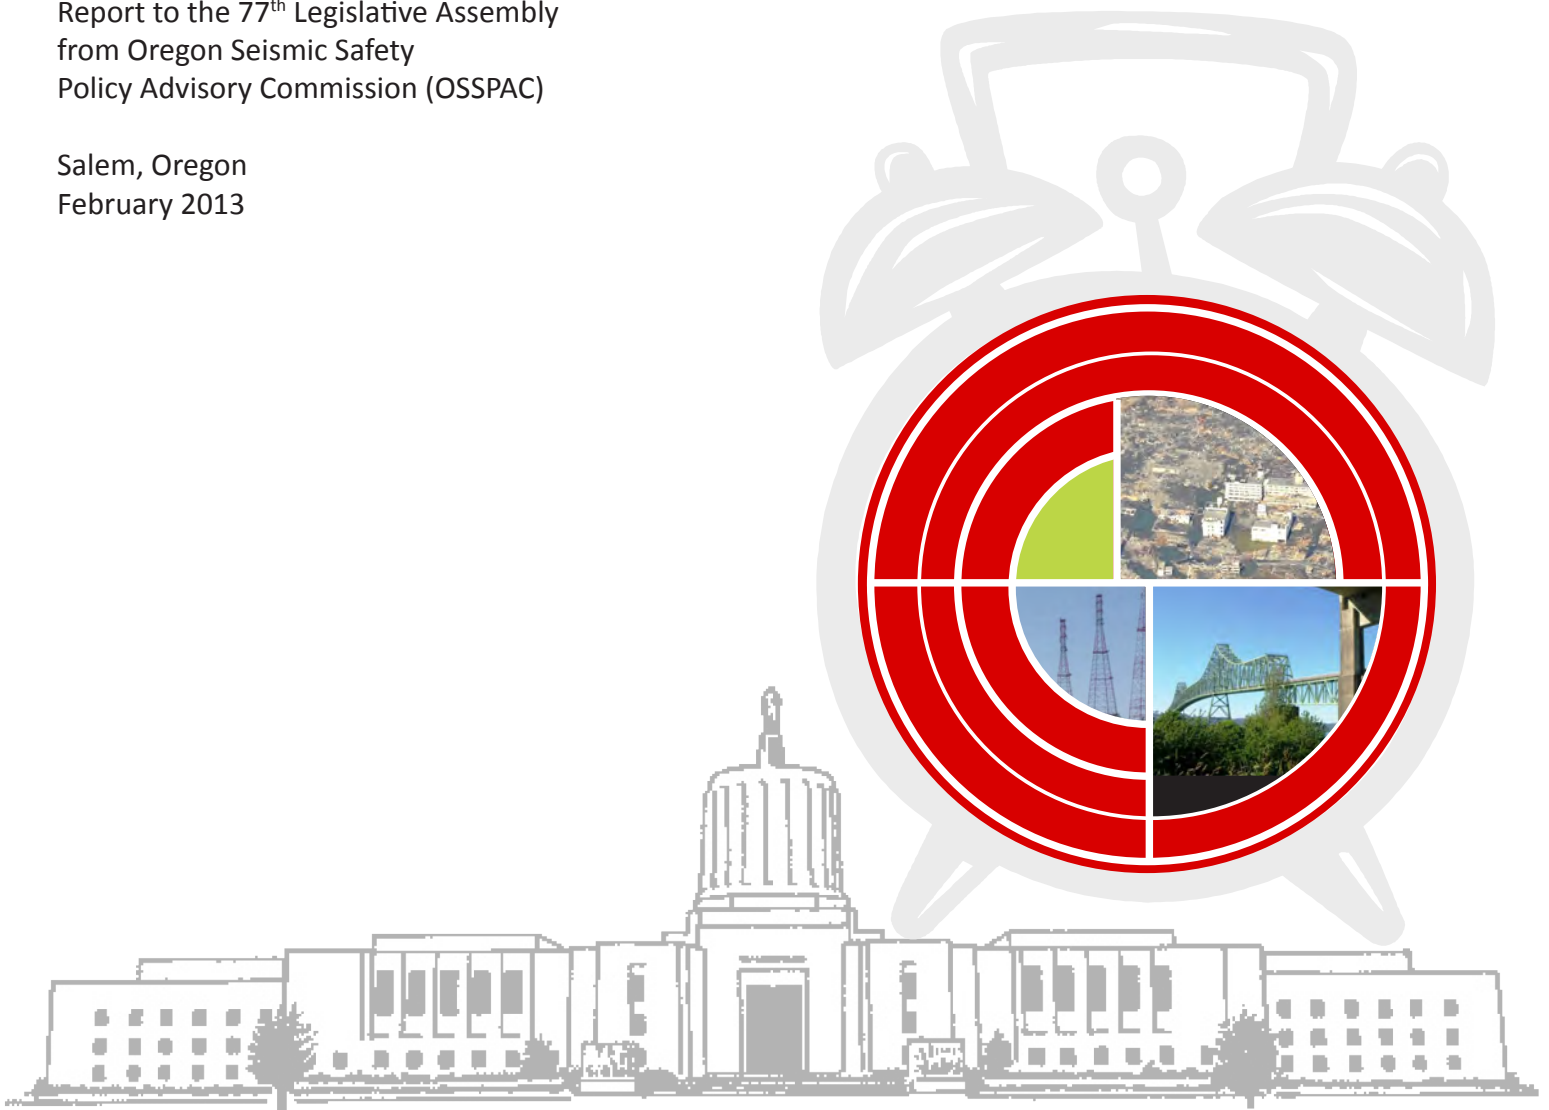 Report to the 77th Legislative Assembly
from Oregon Seismic Safety
Policy Advisory Commission (OSSPAC)
Salem, Oregon
February 2013